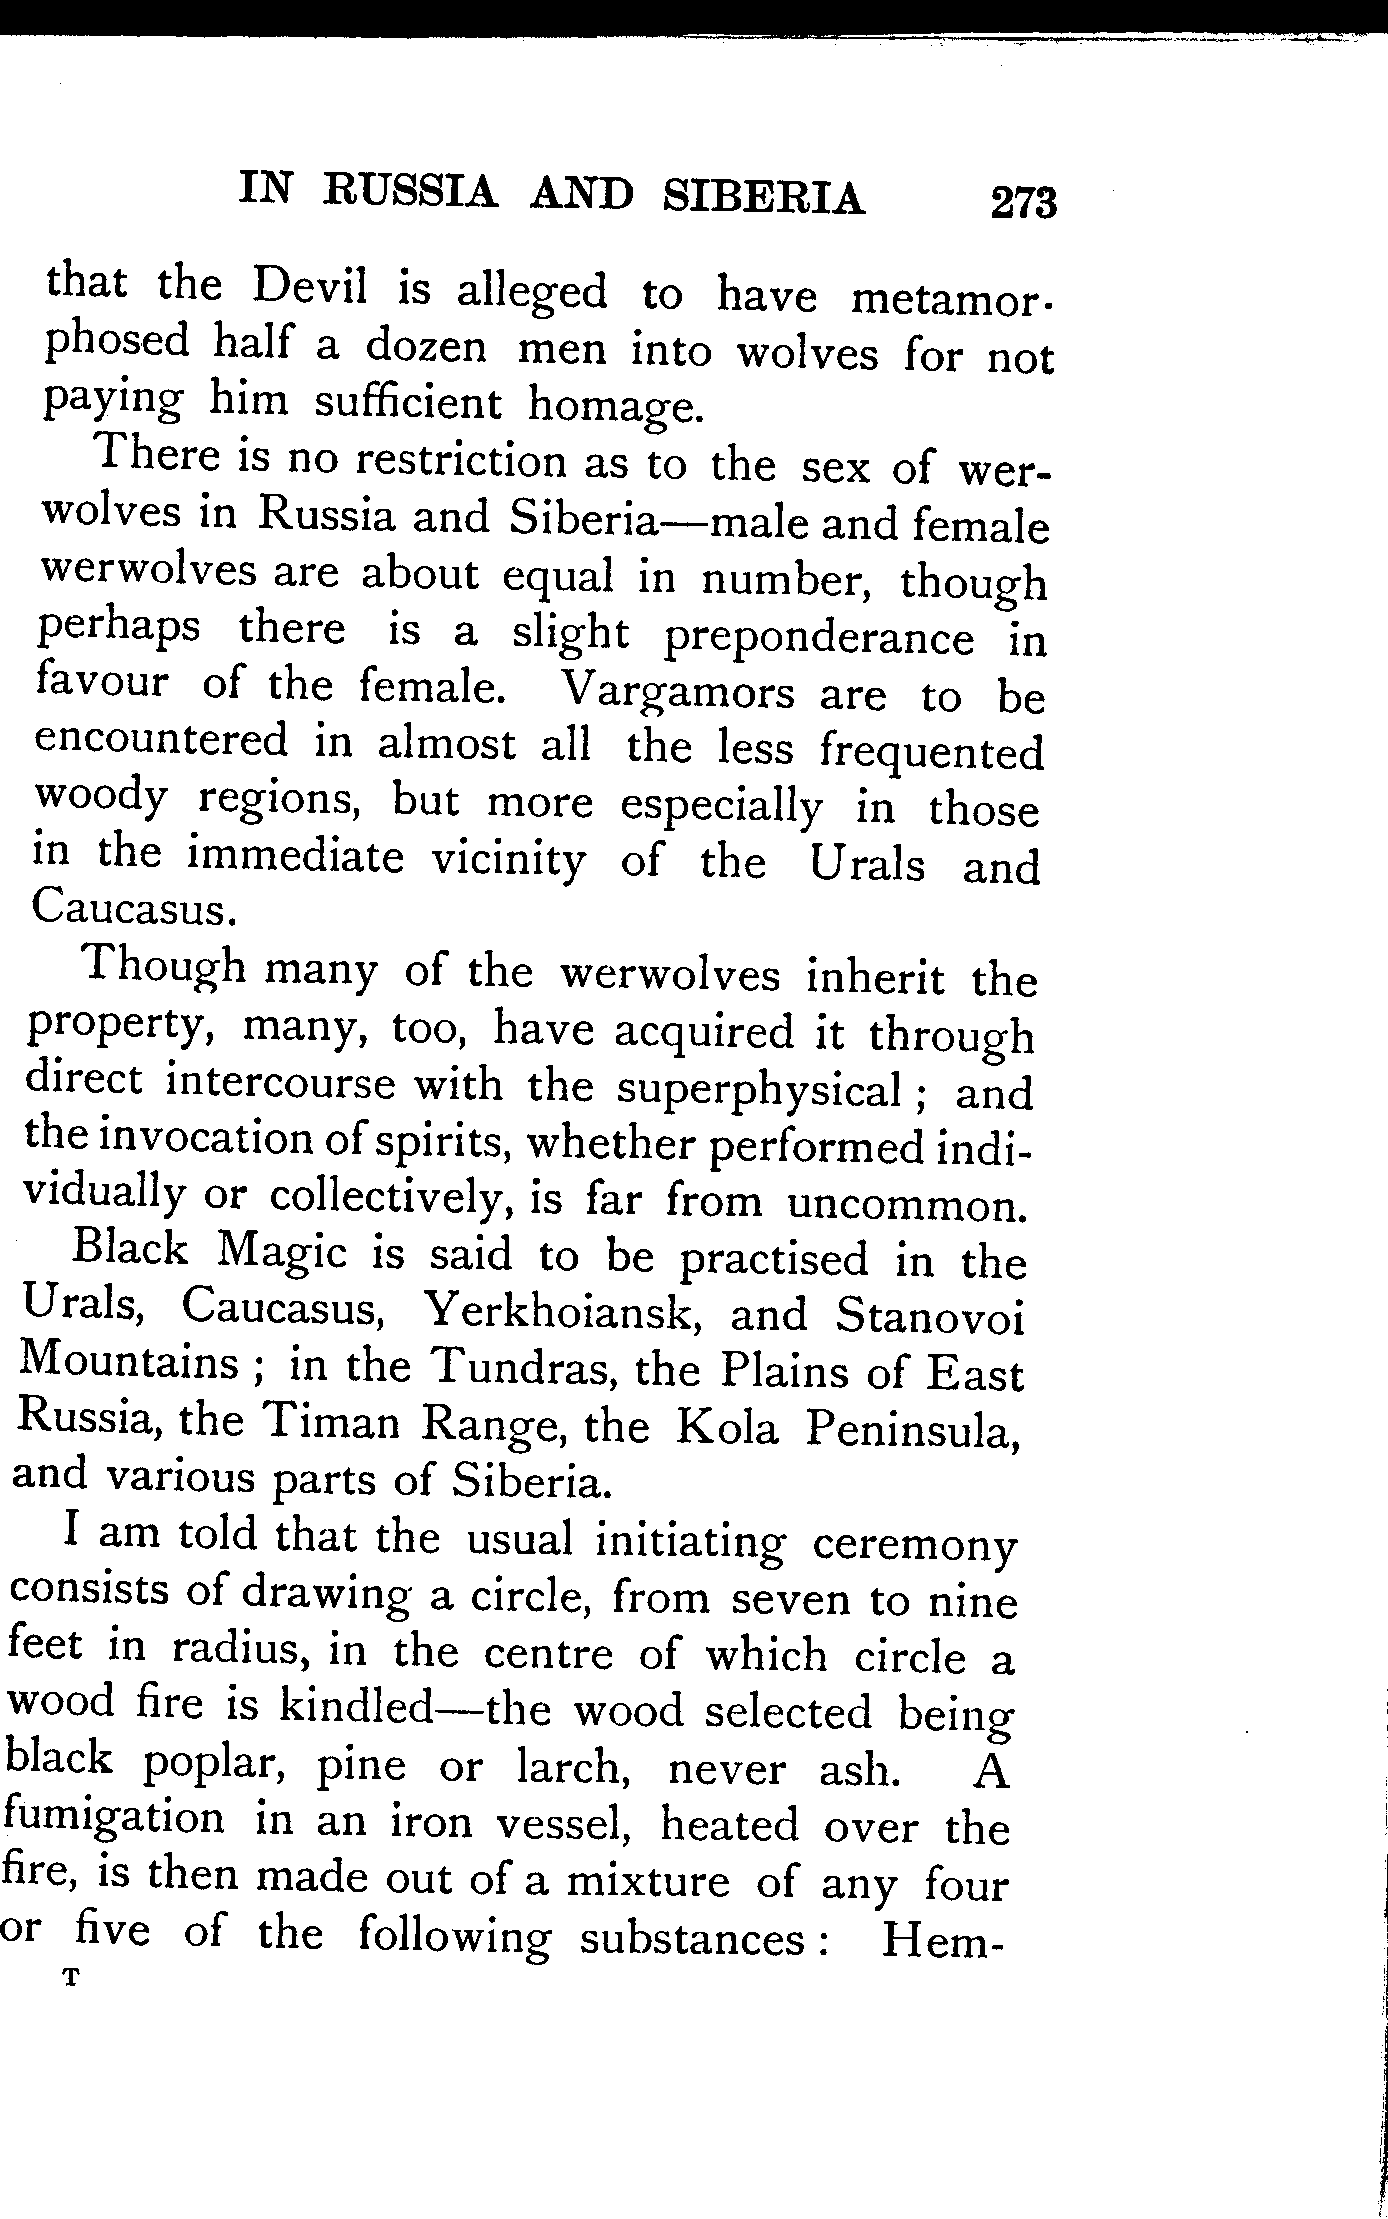 IN RUSSIA AND SIBERIA 273
that the Devil is alleged to have metamor-
phosed half a dozen men into wolves for not
paying him sufficient homage.
There is no restriction as to the sex of wer-
wolves in Russia and Siberia—male and female
werwolves are about equal in number, though
perhaps there is a slight preponderance in
favour of the female. Vargamors are to be
encountered in almost all the less frequented
woody regions, but more especially in those
in the immediate vicinity of the Urals and
Caucasus.
Though many of the werwolves inherit the
property, many, too, have acquired it through
direct intercourse with the superphysical ; and
the invocation of spirits, whether performed indi-
vidually or collectively, is far from uncommon.
Black Magic is said to be practised in the
Urals, Caucasus, Yerkhoiansk, and Stanovoi
Mountains ; in the Tundras, the Plains of East
Russia, the Timan Range, the Kola Peninsula,
and various parts of Siberia.
I am told that the usual initiating ceremony
consists of drawing a circle, from seven to nine
feet in radius, in the centre of which circle a
wood fire is kindled—the wood selected being
black poplar, pine or larch, never ash. A
fumigation in an iron vessel, heated over the
fire, is then made out of a mixture of any four
or five of the following substances : Hem-
T